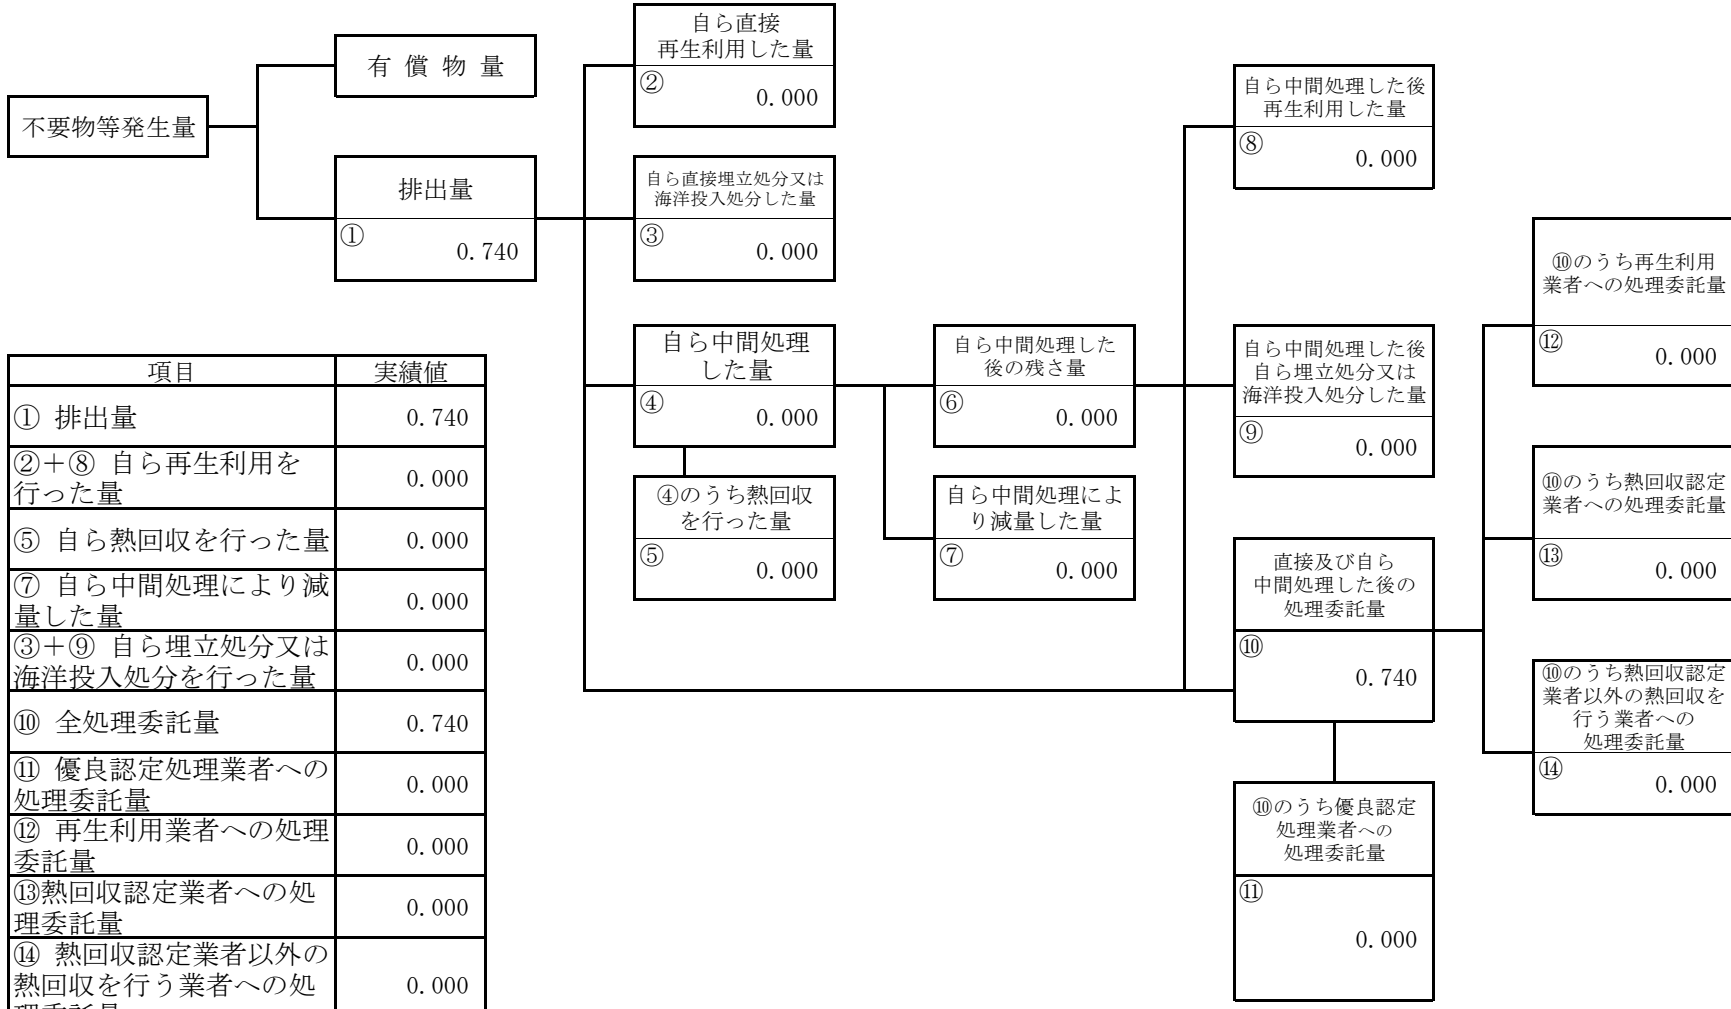 不要物等発生量
有 償 物 量
排出量
①
0.740
自ら直接
再生利用した量
②
0.000
自ら直接埋立処分又は
海洋投入処分した量
③
0.000
自ら中間処理
した量
④
0.000
④のうち熱回収
を行った量
⑤
0.000
自ら中間処理した
後の残さ量
⑥
0.000
自ら中間処理によ
り減量した量
⑦
0.000
自ら中間処理した後
再生利用した量
⑧
0.000
自ら中間処理した後
自ら埋立処分又は
海洋投入処分した量
⑨
0.000
直接及び自ら
中間処理した後の
処理委託量
⑩
0.740
⑩のうち優良認定
処理業者への
処理委託量
⑪
0.000
⑩のうち再生利用
業者への処理委託量
⑫
0.000
⑩のうち熱回収認定
業者への処理委託量
⑬
0.000
⑩のうち熱回収認定
業者以外の熱回収を
行う業者への
処理委託量
⑭
0.000
項目 実績値
① 排出量 0.740
②＋⑧ 自ら再生利用を
行った量 0.000
⑤ 自ら熱回収を行った量 0.000
⑦ 自ら中間処理により減
量した量 0.000
③＋⑨ 自ら埋立処分又は
海洋投入処分を行った量 0.000
⑩ 全処理委託量 0.740
⑪ 優良認定処理業者への
処理委託量 0.000
⑫ 再生利用業者への処理
委託量 0.000
⑬熱回収認定業者への処
理委託量 0.000
⑭ 熱回収認定業者以外の
熱回収を行う業者への処 0.000